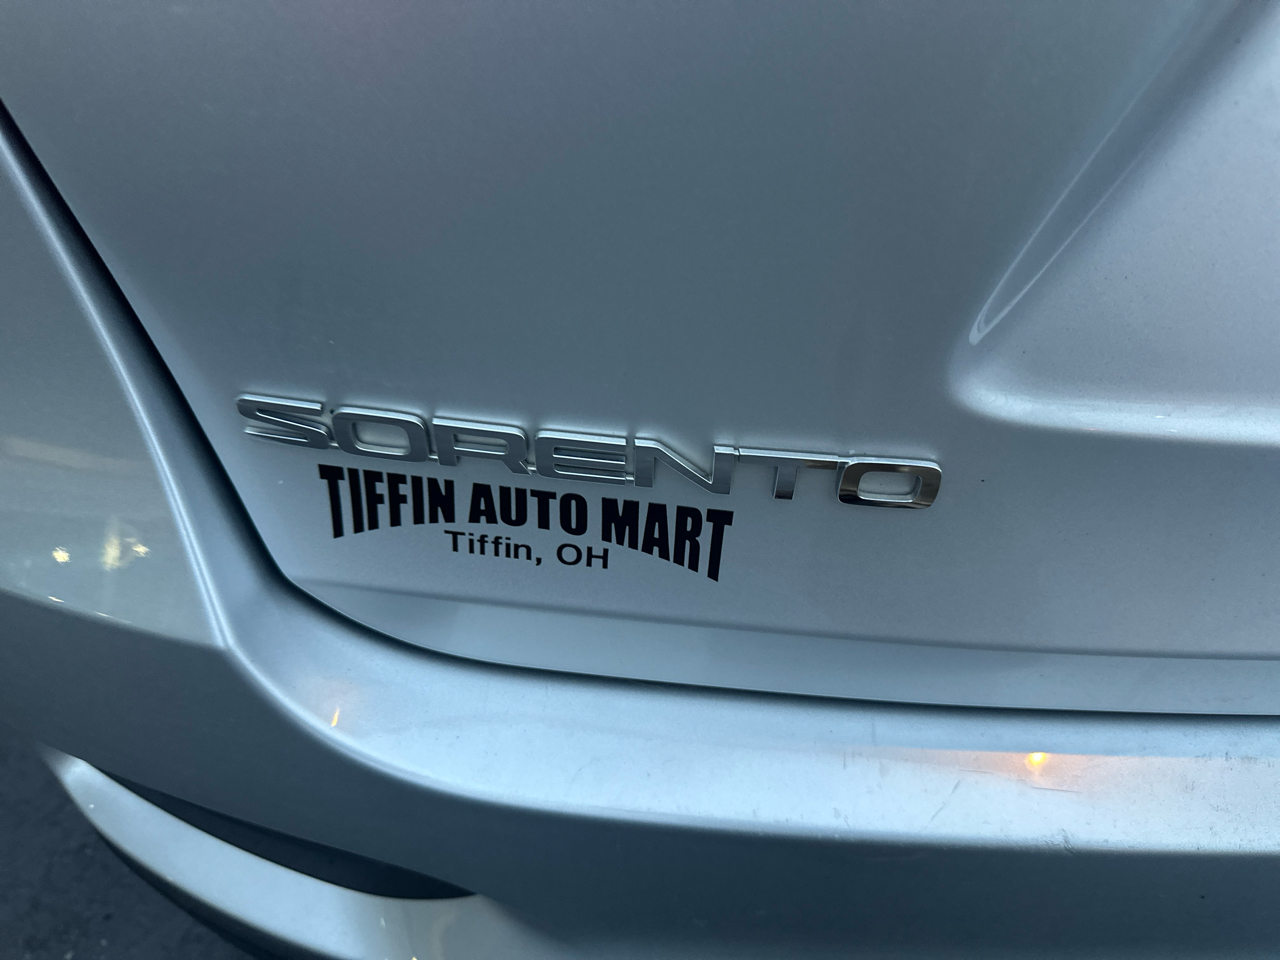 SORENTO
TIFFIN AUTO MART
Tiffin, OH